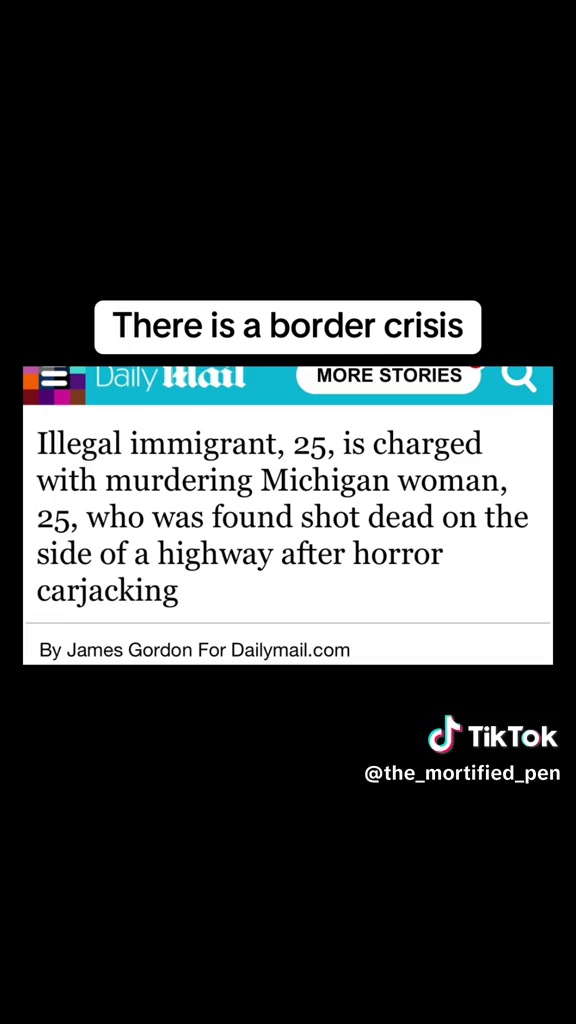 There is a border crisis
Daily Mail
MORE STORIES
Illegal immigrant, 25, is charged
with murdering Michigan woman,
25, who was found shot dead on the
side of a highway after horror
carjacking
By James Gordon For Dailymail.com
TikTok
@the_mortified_pen